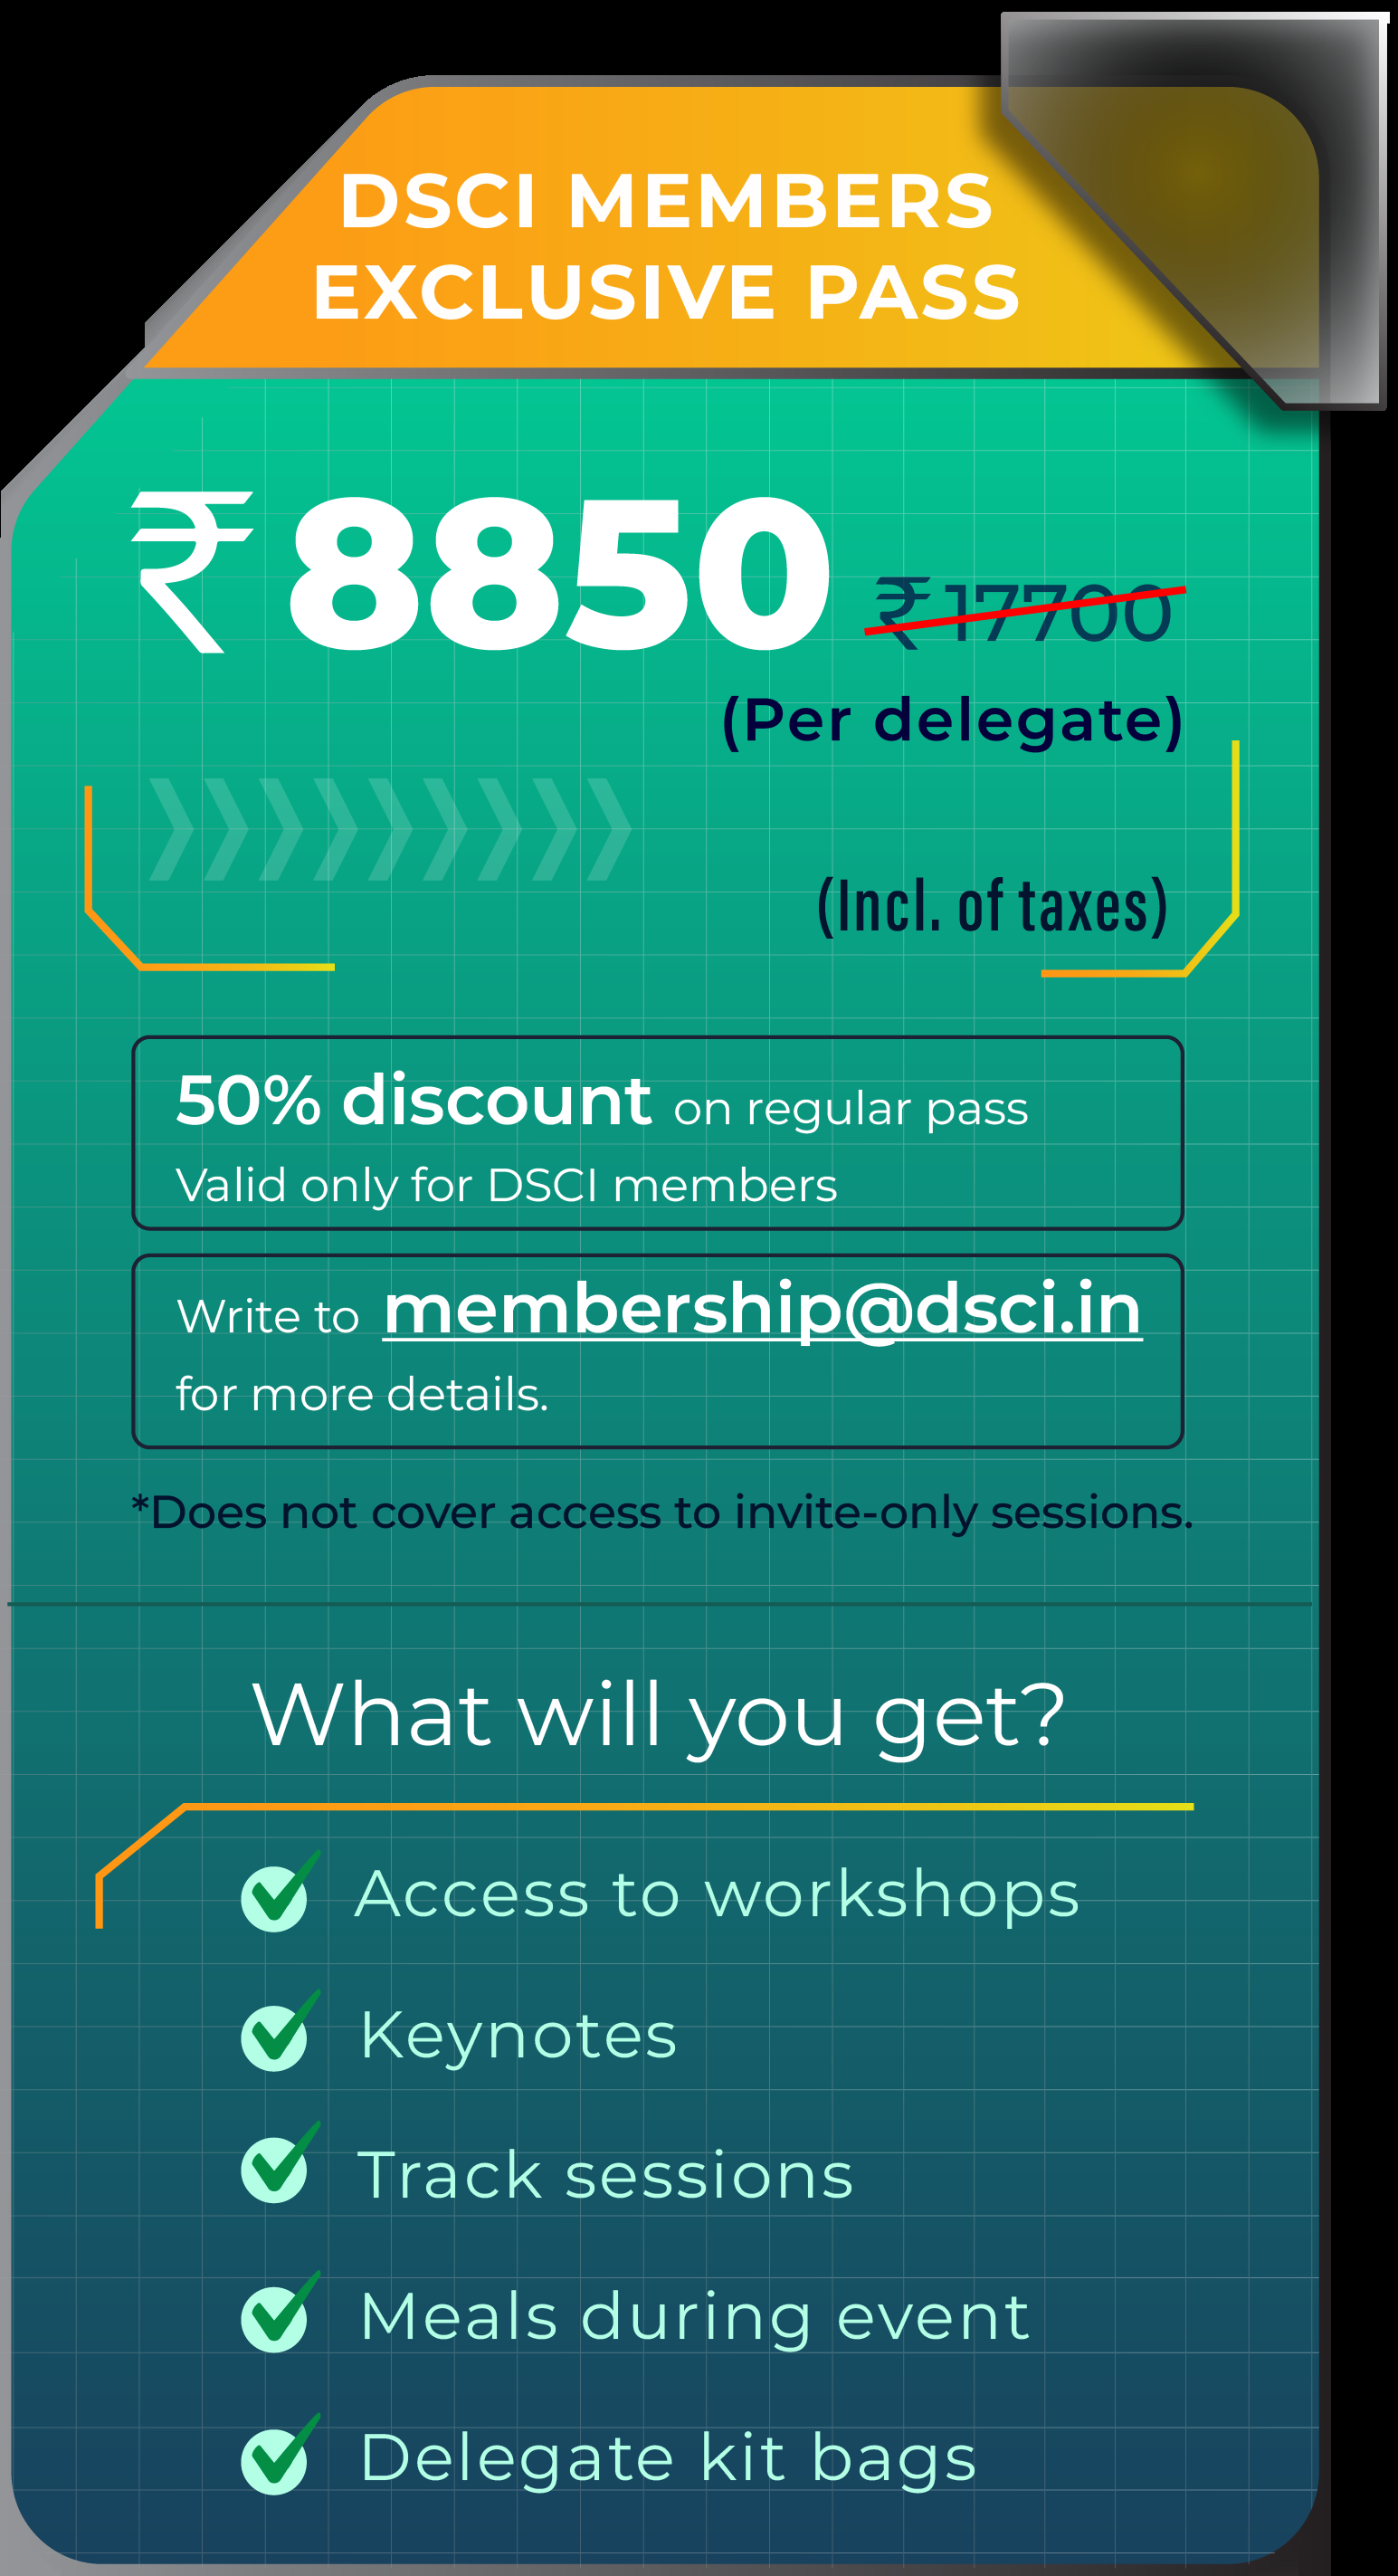 DSCI MEMBERS
EXCLUSIVE PASS
₹ 8850 ₹ 17700
(Per delegate)
(Incl. of taxes)
50% discount on regular pass
Valid only for DSCI members
Write to membership@dsci.in
for more details.
*Does not cover access to invite-only sessions.
What will you get?
Access to workshops
Keynotes
Track sessions
Meals during event
Delegate kit bags